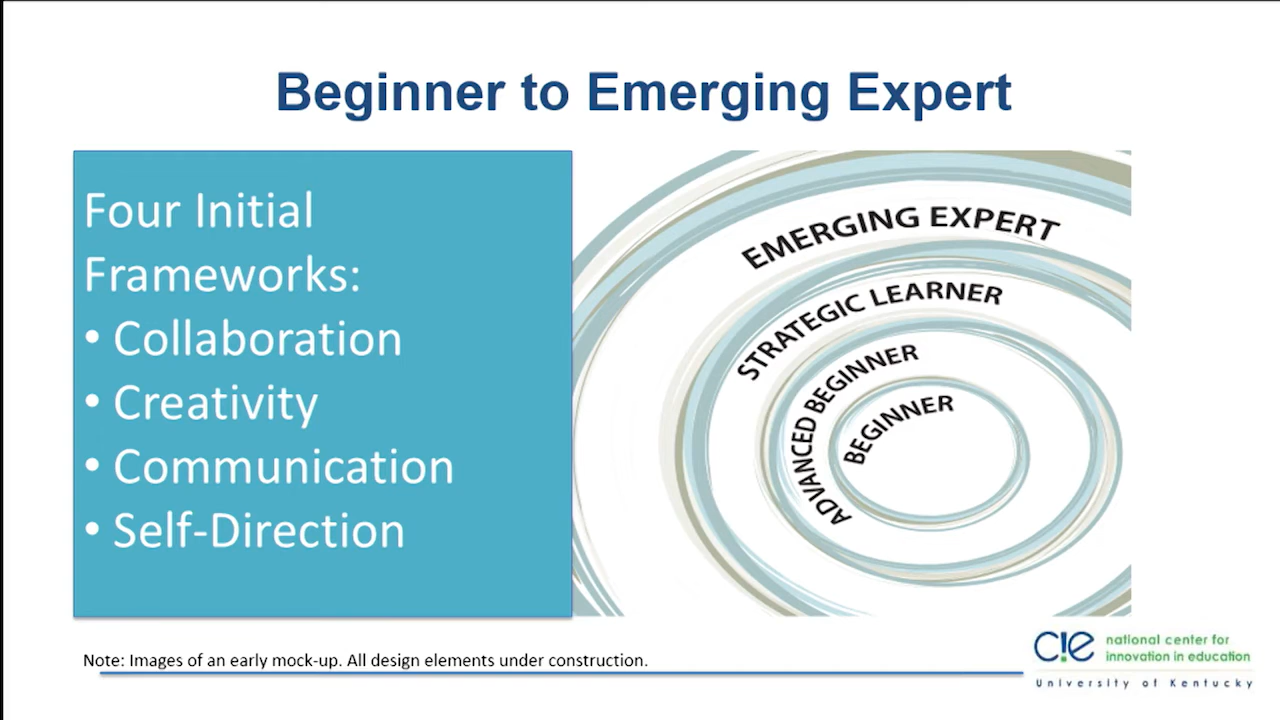 Beginner to Emerging Expert
Four Initial
Frameworks:
• Collaboration
• Creativity
• Communication
• Self-Direction
EMERGING EXPERT
STRATEGIC LEARNER
ADVANCED BEGINNER
BEGINNER
Note: Images of an early mock-up. All design elements under construction.
c!e
national center for
innovation in education
University of Kentucky